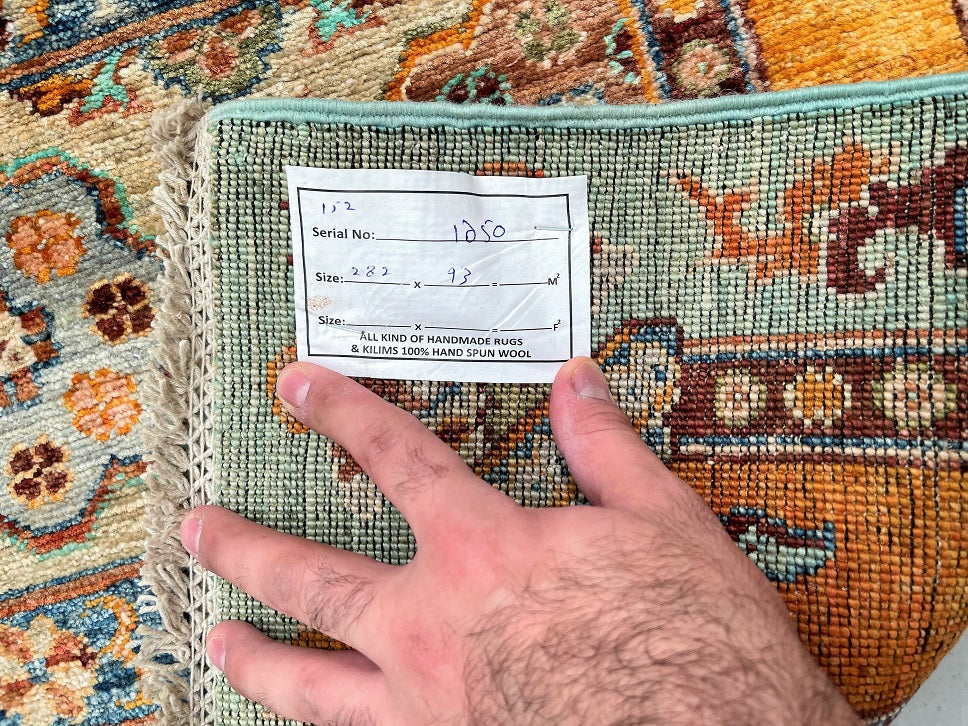 152
Serial No: 1250
Size: 282 x 93 = M²
Size: x = F²
ALL KIND OF HANDMADE RUGS
& KILIMS 100% HAND SPUN WOOL